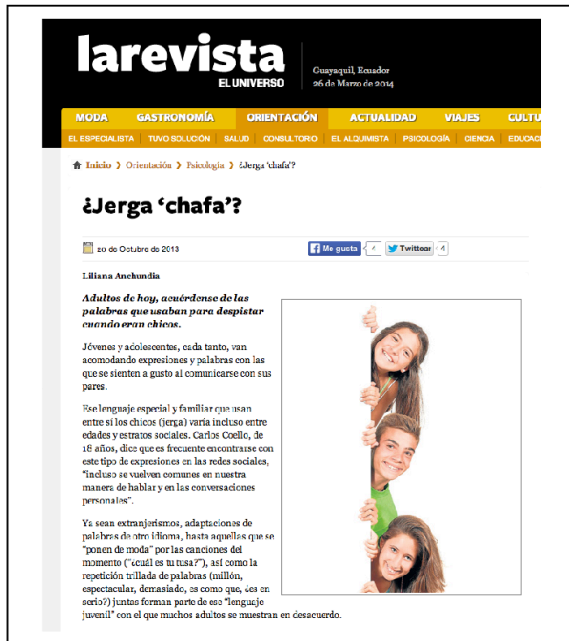 larevista
EL UNIVERSO
Guayaquil, Ecuador
26 de Marzo de 2014
MODA GASTRONOMÍA ORIENTACIÓN ACTUALIDAD VIAJES CULTU
EL ESPECIALISTA TUVO SOLUCIÓN SALUD CONSULTORIO EL ALQUIMISTA PSICOLOGÍA CIENCIA EDUCAC
Inicio Orientación Psicología ¿Jerga 'chafa'?
¿Jerga 'chafa'?
20 de Octubre de 2013
Me gusta 4 Twittear 4
Liliana Anchundia
Adultos de hoy, acuérdense de las
palabras que usaban para despistar
cuando eran chicos.
Jóvenes y adolescentes, cada tanto, van
acomodando expresiones y palabras con las
que se sienten a gusto al comunicarse con sus
pares.
Ese lenguaje especial y familiar que usan
entre sí los chicos (jerga) varía incluso entre
edades y estratos sociales. Carlos Coello, de
18 años, dice que es frecuente encontrarse con
este tipo de expresiones en las redes sociales,
"incluso se vuelven comunes en nuestra
manera de hablar y en las conversaciones
personales".
Ya sean extranjerismos, adaptaciones de
palabras de otro idioma, hasta aquellas que se
"ponen de moda" por las canciones del
momento ("¿cuál es tu tusa?"), así como la
repetición trillada de palabras (millón,
espectacular, demasiado, es como que, ¿es en
serio?) juntas forman parte de ese "lenguaje
juvenil" con el que muchos adultos se muestran en desacuerdo.